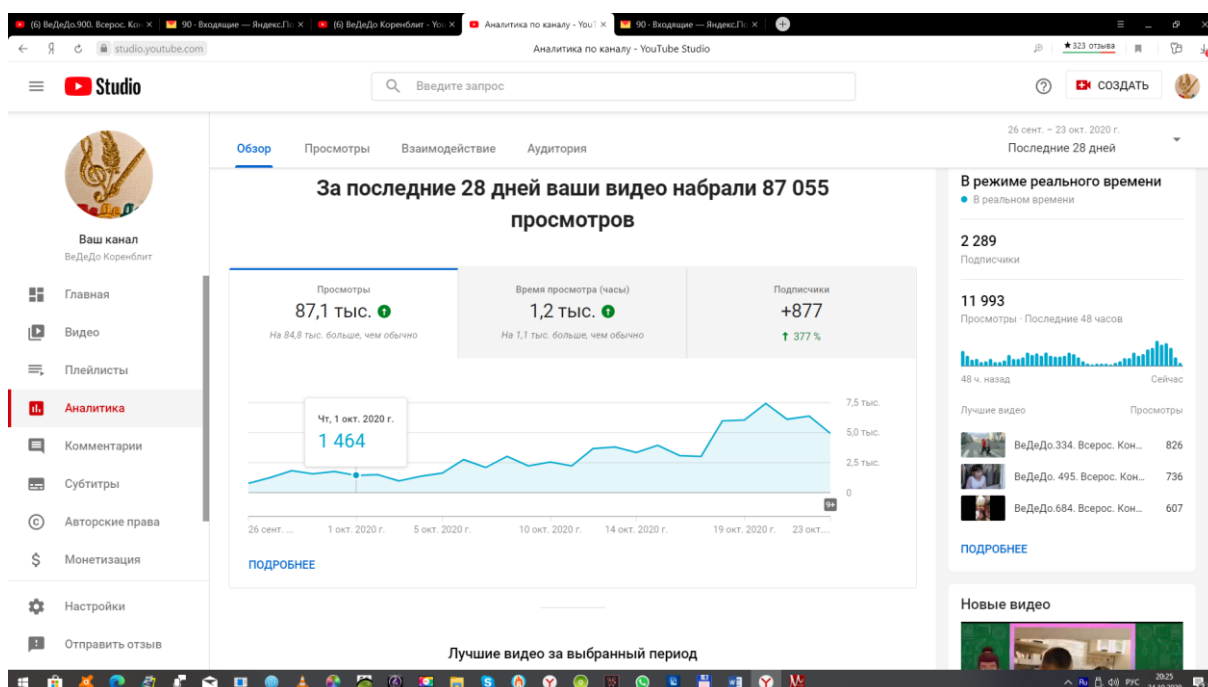 (6) ВеДеДо.900. Всерос. Кон
90 - Входящие — Яндекс.По
(6) ВеДеДо Коренблит - You
Аналитика по каналу - YouT
90 - Входящие — Яндекс.По
studio.youtube.com
Аналитика по каналу - YouTube Studio
★323 отзыва
Studio
Введите запрос
СОЗДАТЬ
Обзор
Просмотры
Взаимодействие
Аудитория
26 сент. – 23 окт. 2020 г.
Последние 28 дней
Ваш канал
ВеДеДо Коренблит
Главная
Видео
Плейлисты
Аналитика
Комментарии
Субтитры
Авторские права
Монетизация
Настройки
Отправить отзыв
За последние 28 дней ваши видео набрали 87 055
просмотров
Просмотры
87,1 тыс.
На 84,8 тыс. больше, чем обычно
Время просмотра (часы)
1,2 тыс.
На 1,1 тыс. больше, чем обычно
Подписчики
+877
377 %
Чт, 1 окт. 2020 г.
1 464
7,5 тыс.
5,0 тыс.
2,5 тыс.
0
9+
26 сент. ...
1 окт. 2020 г.
5 окт. 2020 г.
10 окт. 2020 г.
14 окт. 2020 г.
19 окт. 2020 г.
23 окт....
ПОДРОБНЕЕ
Лучшие видео за выбранный период
В режиме реального времени
В реальном времени
2 289
Подписчики
11 993
Просмотры · Последние 48 часов
48 ч. назад
Сейчас
Лучшие видео
Просмотры
ВеДеДо.334. Всерос. Кон...
826
ВеДеДо. 495. Всерос. Кон...
736
ВеДеДо.684. Всерос. Кон...
607
ПОДРОБНЕЕ
Новые видео
Ru
РУС
20:25
24.10.2020